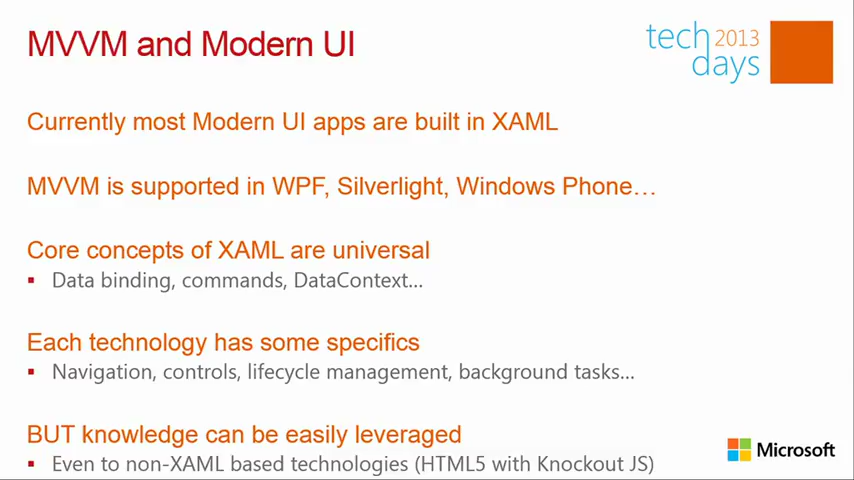 MVVM and Modern UI
tech 2013
days
Currently most Modern UI apps are built in XAML
MVVM is supported in WPF, Silverlight, Windows Phone…
Core concepts of XAML are universal
▪ Data binding, commands, DataContext…
Each technology has some specifics
▪ Navigation, controls, lifecycle management, background tasks…
BUT knowledge can be easily leveraged
▪ Even to non-XAML based technologies (HTML5 with Knockout JS)
Microsoft